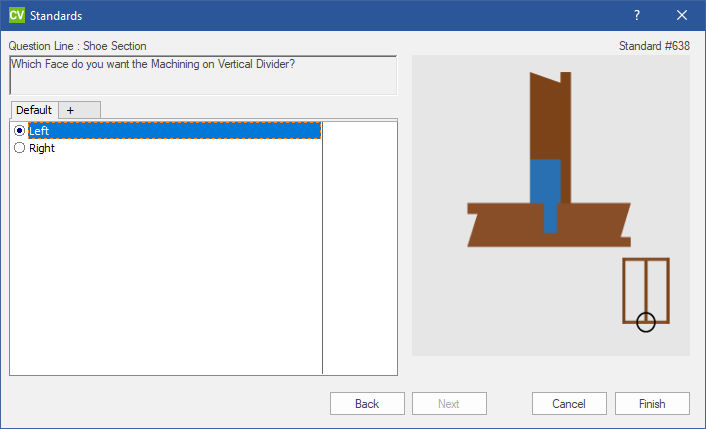 CV Standards ?
Question Line : Shoe Section Standard #638
Which Face do you want the Machining on Vertical Divider?
Default +
Left
Right
Back Next Cancel Finish